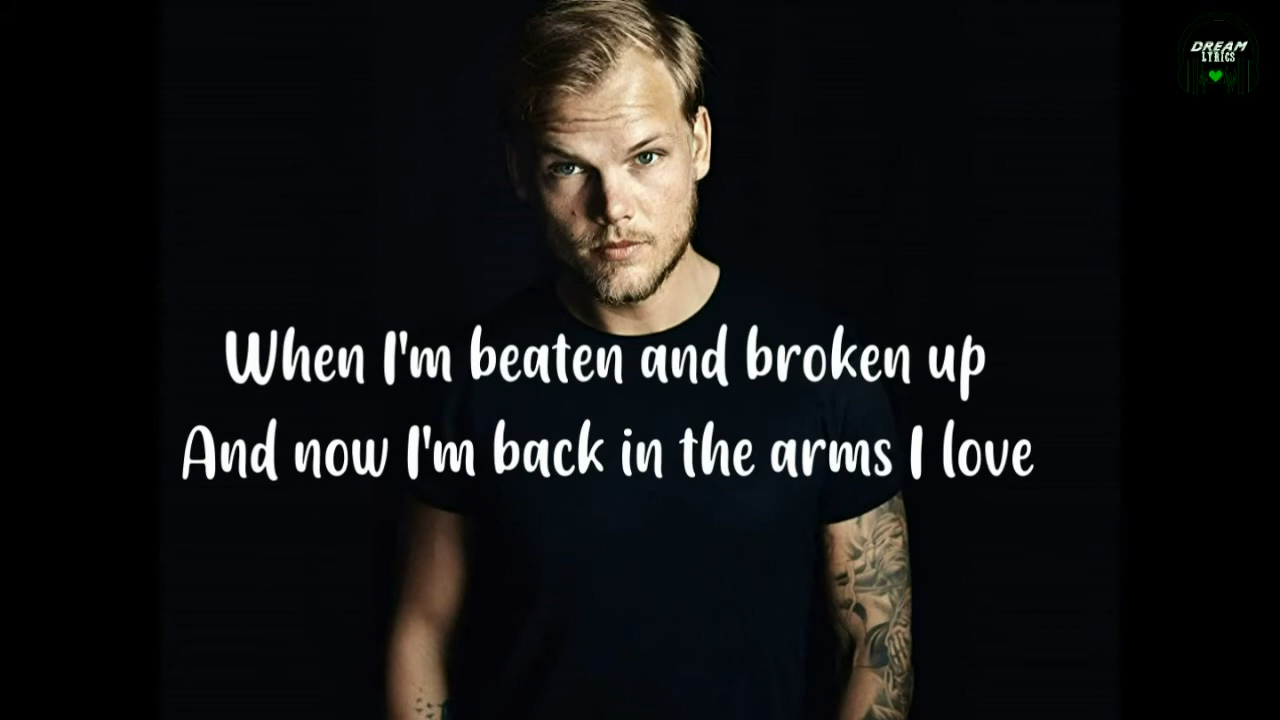 DREAM
LYRICS
When I'm beaten and broken up
And now I'm back in the arms I love